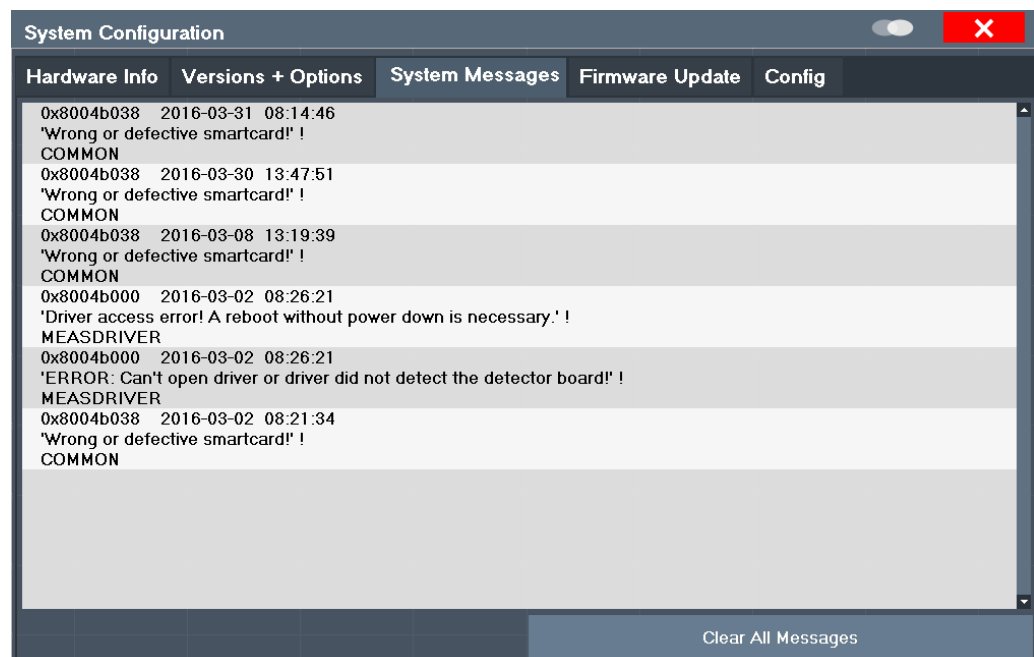 System Configuration
Hardware Info Versions + Options System Messages Firmware Update Config
0x8004b038 2016-03-31 08:14:46
'Wrong or defective smartcard!' !
COMMON
0x8004b038 2016-03-30 13:47:51
'Wrong or defective smartcard!' !
COMMON
0x8004b038 2016-03-08 13:19:39
'Wrong or defective smartcard!' !
COMMON
0x8004b000 2016-03-02 08:26:21
'Driver access error! A reboot without power down is necessary.' !
MEASDRIVER
0x8004b000 2016-03-02 08:26:21
'ERROR: Can't open driver or driver did not detect the detector board!' !
MEASDRIVER
0x8004b038 2016-03-02 08:21:34
'Wrong or defective smartcard!' !
COMMON
Clear All Messages